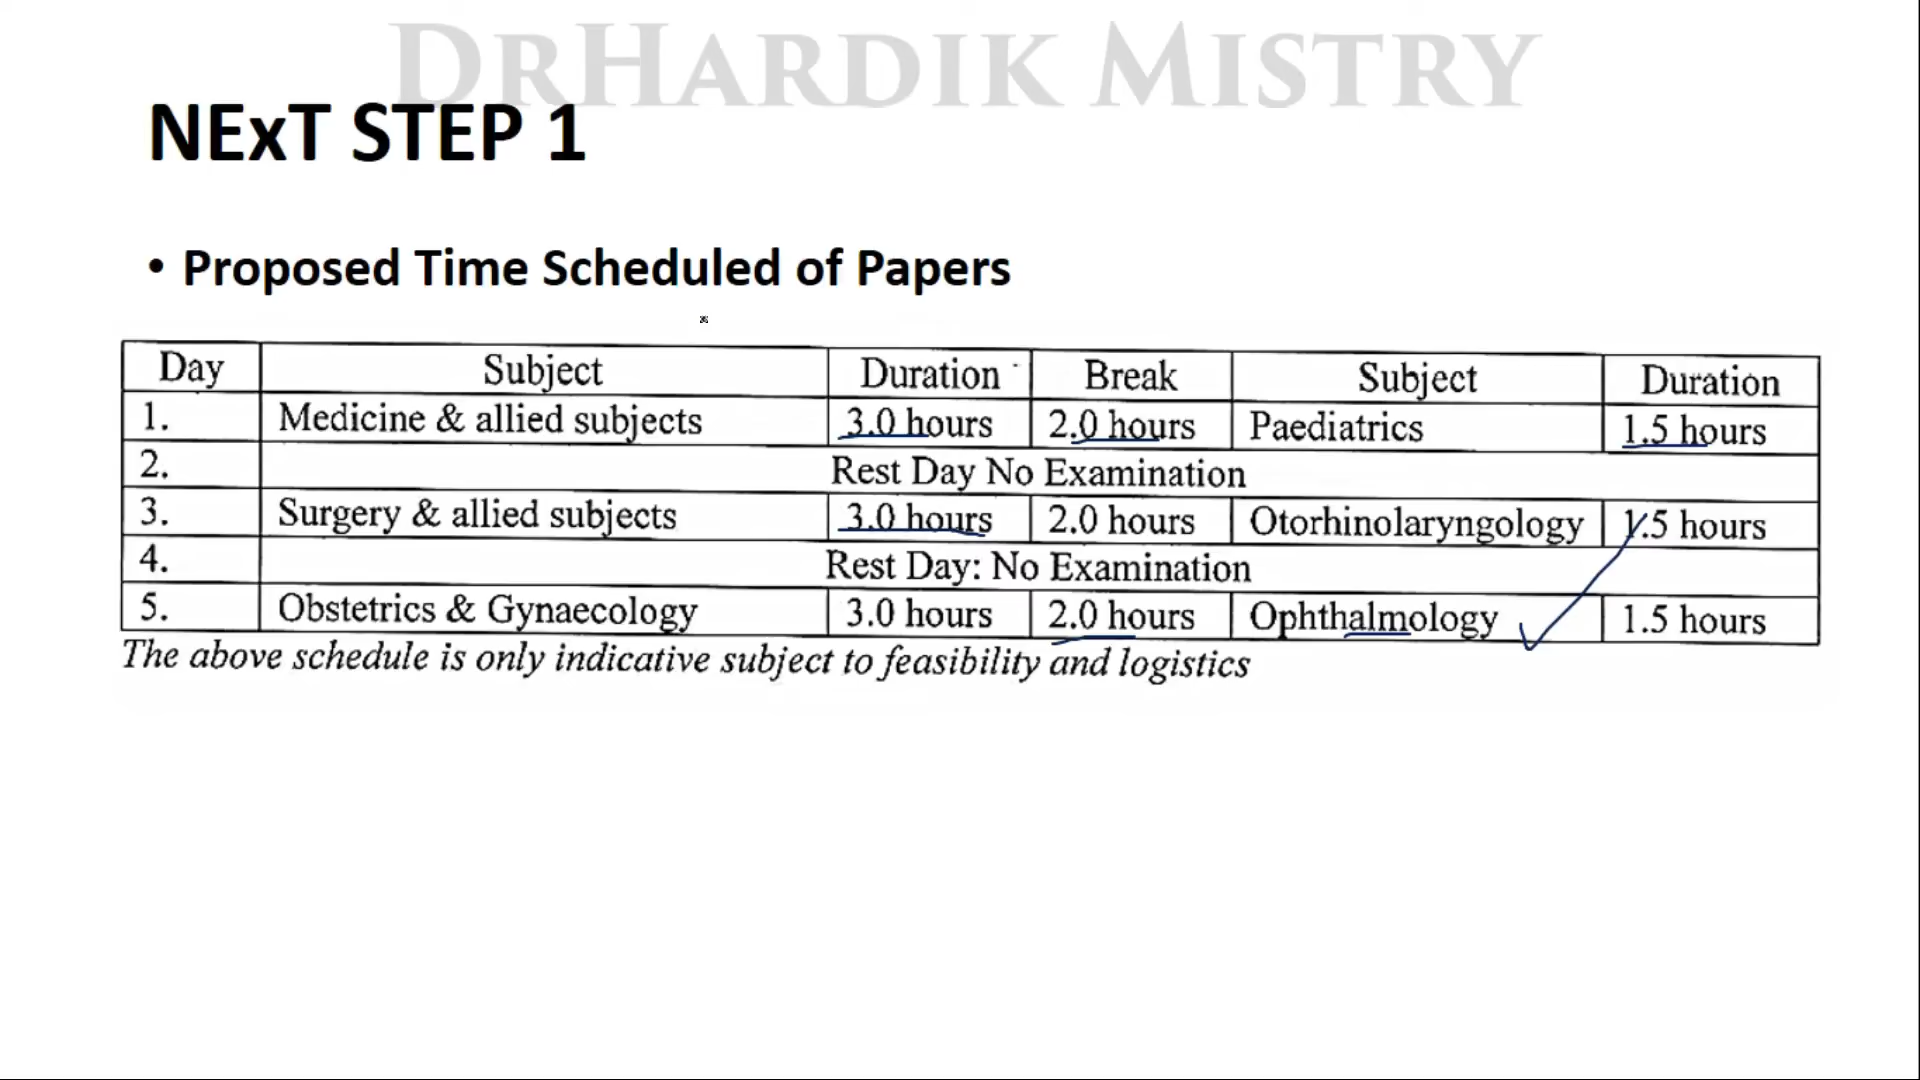 DRHARDIK MISTRY
NExT STEP 1
• Proposed Time Scheduled of Papers
Day Subject Duration Break Subject Duration
1. Medicine & allied subjects 3.0 hours 2.0 hours Paediatrics 1.5 hours
2. Rest Day No Examination
3. Surgery & allied subjects 3.0 hours 2.0 hours Otorhinolaryngology 1.5 hours
4. Rest Day: No Examination
5. Obstetrics & Gynaecology 3.0 hours 2.0 hours Ophthalmology 1.5 hours
The above schedule is only indicative subject to feasibility and logistics